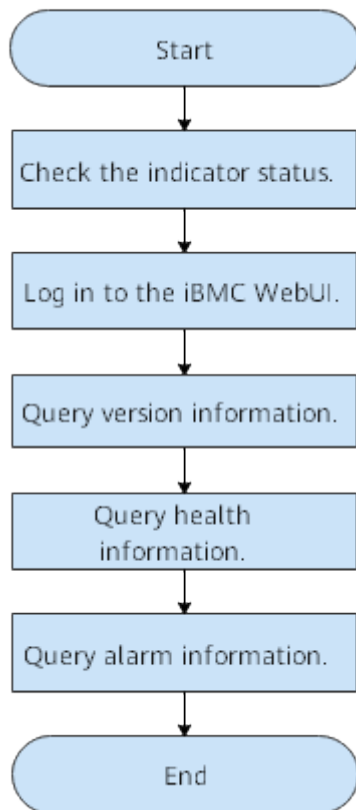 Start
Check the indicator status.
Log in to the iBMC WebUI.
Query version information.
Query health
information.
Query alarm information.
End